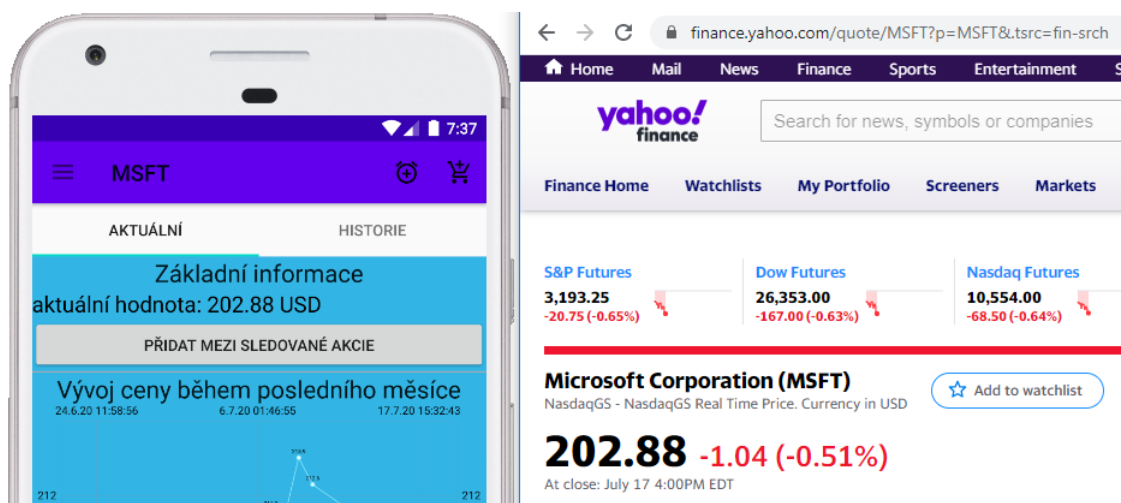 7:37
MSFT
AKTUÁLNÍ HISTORIE
Základní informace
aktuální hodnota: 202.88 USD
PŘIDAT MEZI SLEDOVANÉ AKCIE
Vývoj ceny během posledního měsíce
24.6.20 11:58:56 6.7.20 01:46:55 17.7.20 15:32:43
212 212
finance.yahoo.com/quote/MSFT?p=MSFT&.tsrc=fin-srch
Home Mail News Finance Sports Entertainment S
yahoo!
finance
Search for news, symbols or companies
Finance Home Watchlists My Portfolio Screeners Markets
S&P Futures Dow Futures Nasdaq Futures
3,193.25 26,353.00 10,554.00
-20.75 (-0.65%) -167.00 (-0.63%) -68.50 (-0.64%)
Microsoft Corporation (MSFT)
Add to watchlist
NasdaqGS - NasdaqGS Real Time Price. Currency in USD
202.88 -1.04 (-0.51%)
At close: July 17 4:00PM EDT